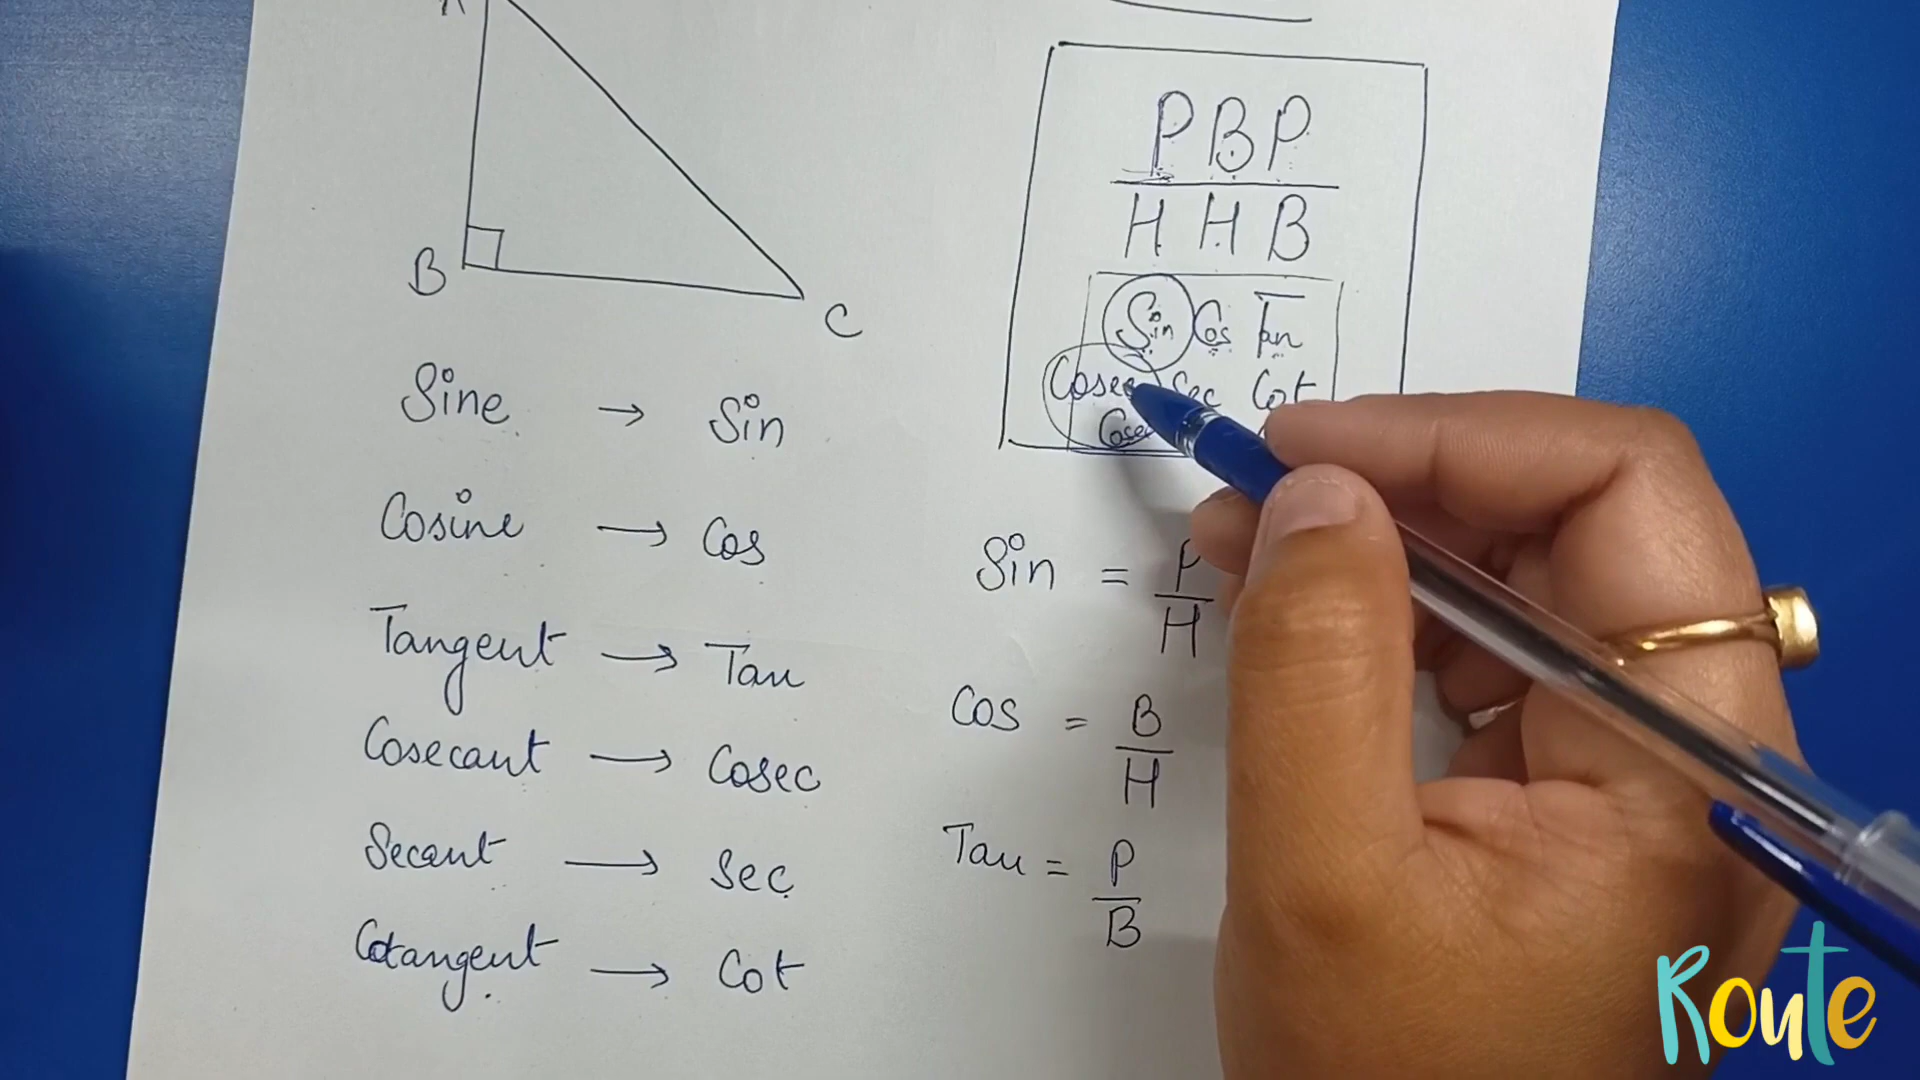 A
B
C
Sine → Sin
Cosine → Cos
Tangent → Tan
Cosecant → Cosec
Secant → Sec
Cotangent → Cot
P B P
H H B
Sin Cos Tan
Cosec Sec Cot
Cosec
Sin = P/H
Cos = B/H
Tan = P/B
Route